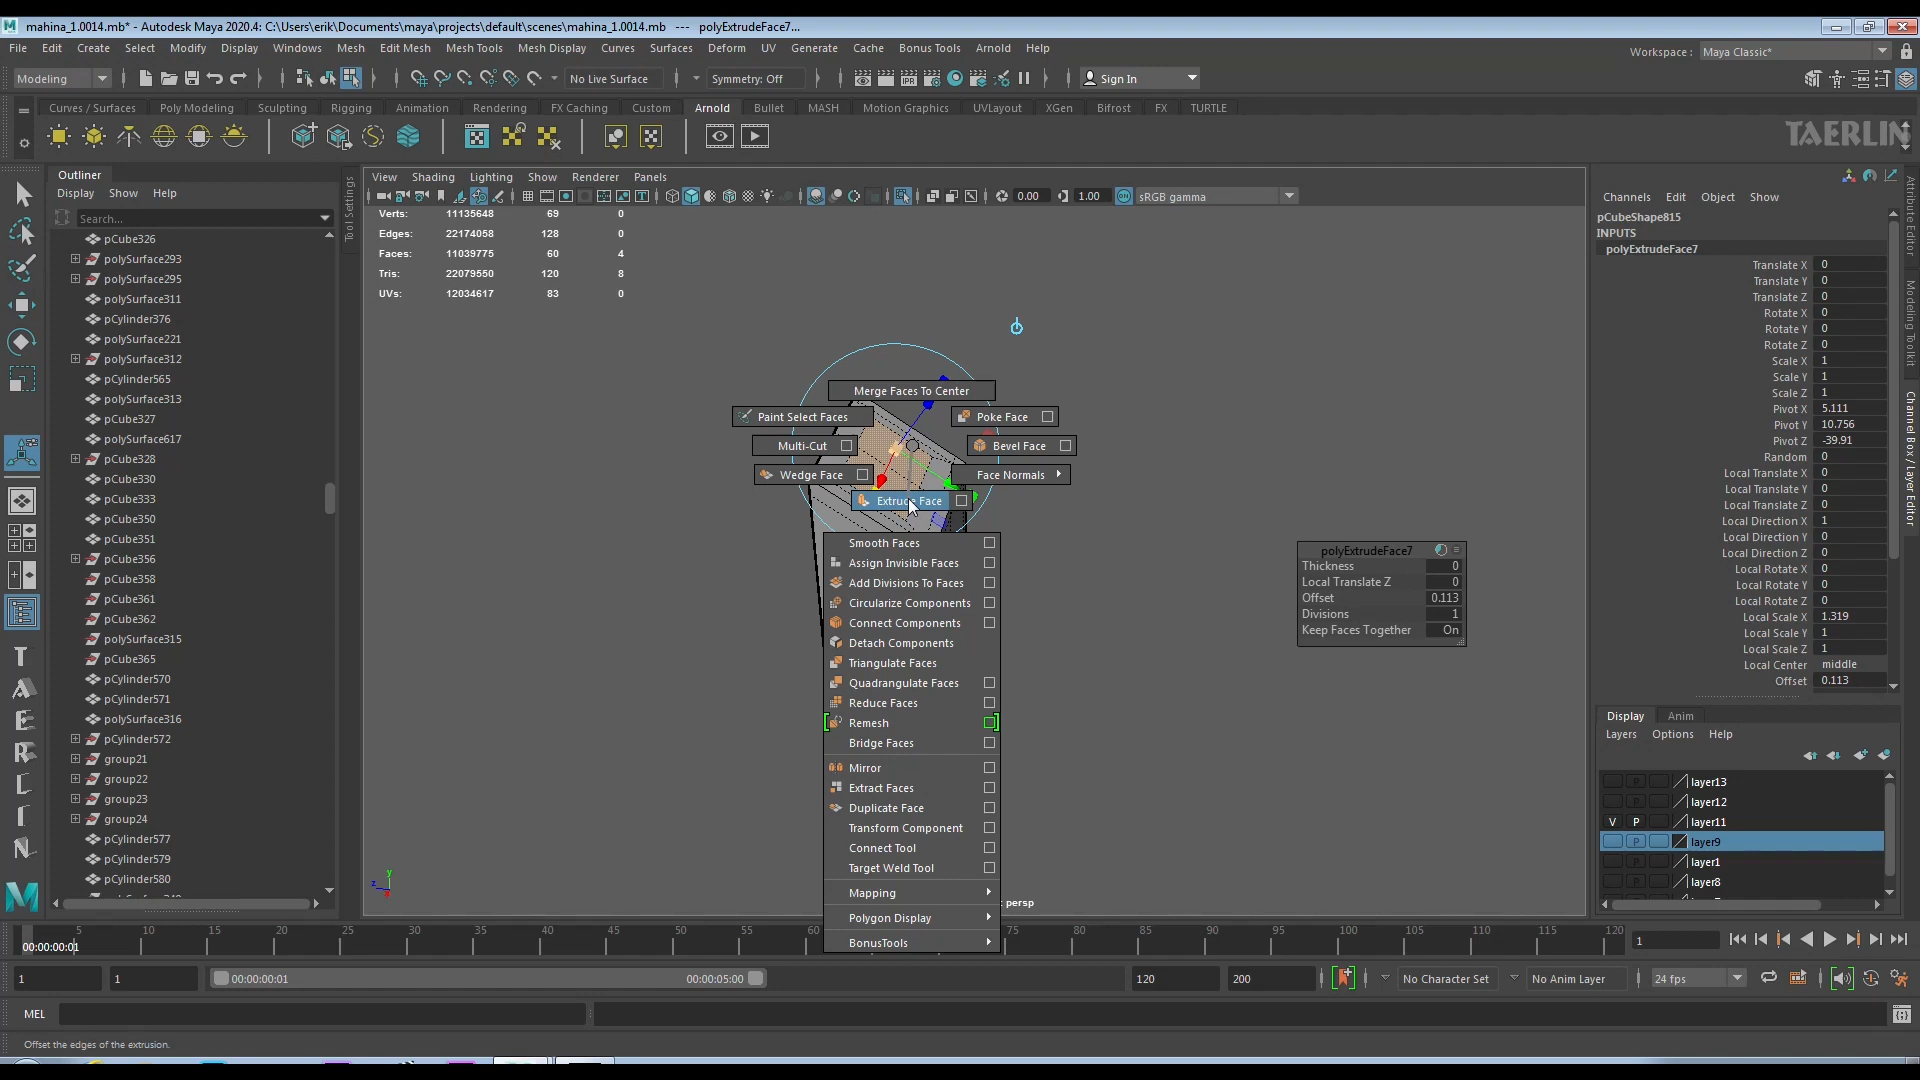 mahina_1.0014.mb* - Autodesk Maya 2020.4: C:\Users\erik\Documents\maya\projects\default\scenes\mahina_1.0014.mb --- polyExtrudeFace7...
File Edit Create Select Modify Display Windows Mesh Edit Mesh Mesh Tools Mesh Display Curves Surfaces Deform UV Generate Cache Bonus Tools Arnold Help
Workspace : Maya Classic*
Modeling No Live Surface Symmetry: Off Sign In
Curves / Surfaces Poly Modeling Sculpting Rigging Animation Rendering FX Caching Custom Arnold Bullet MASH Motion Graphics UVLayout XGen Bifrost FX TURTLE
TAERLIN
Outliner
Display Show Help
Search...
pCube326
polySurface293
polySurface295
polySurface311
pCylinder376
polySurface221
polySurface312
pCylinder565
polySurface313
pCube327
polySurface617
pCube328
pCube330
pCube333
pCube350
pCube351
pCube356
pCube358
pCube361
pCube362
polySurface315
pCube365
pCylinder570
pCylinder571
polySurface316
pCylinder572
group21
group22
group23
group24
pCylinder577
pCylinder579
pCylinder580
Tool Settings
View Shading Lighting Show Renderer Panels
0.00 1.00 sRGB gamma
Verts: 11135648 69 0
Edges: 22174058 128 0
Faces: 11039775 60 4
Tris: 22079550 120 8
UVs: 12034617 83 0
Merge Faces To Center
Paint Select Faces Poke Face
Multi-Cut Bevel Face
Wedge Face Face Normals
Extrude Face
Smooth Faces
Assign Invisible Faces
Add Divisions To Faces
Circularize Components
Connect Components
Detach Components
Triangulate Faces
Quadrangulate Faces
Reduce Faces
Remesh
Bridge Faces
Mirror
Extract Faces
Duplicate Face
Transform Component
Connect Tool
Target Weld Tool
Mapping
Polygon Display
BonusTools
persp
y
z
x
polyExtrudeFace7
Thickness 0
Local Translate Z 0
Offset 0.113
Divisions 1
Keep Faces Together On
Channels Edit Object Show
pCubeShape815
INPUTS
polyExtrudeFace7
Translate X 0
Translate Y 0
Translate Z 0
Rotate X 0
Rotate Y 0
Rotate Z 0
Scale X 1
Scale Y 1
Scale Z 1
Pivot X 5.111
Pivot Y 10.756
Pivot Z -39.91
Random 0
Local Translate X 0
Local Translate Y 0
Local Translate Z 0
Local Direction X 1
Local Direction Y 0
Local Direction Z 0
Local Rotate X 0
Local Rotate Y 0
Local Rotate Z 0
Local Scale X 1.319
Local Scale Y 1
Local Scale Z 1
Local Center middle
Offset 0.113
Attribute Editor
Modeling Toolkit
Channel Box / Layer Editor
Display Anim
Layers Options Help
P layer13
P layer12
V P layer11
P layer9
P layer1
P layer8
5 10 15 20 25 30 35 40 45 50 55 60 75 80 85 90 95 100 105 110 115 120
00:00:00:01
1
1 1 00:00:00:01 00:00:05:00 120 200 No Character Set No Anim Layer 24 fps
MEL
Offset the edges of the extrusion.